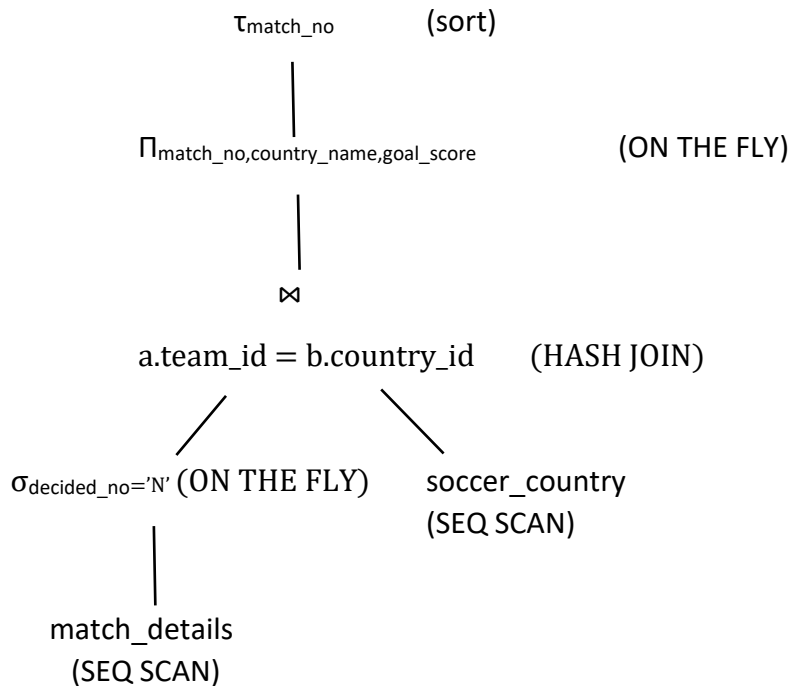 τmatch_no (sort)
Πmatch_no,country_name,goal_score (ON THE FLY)
⋈
a.team_id = b.country_id (HASH JOIN)
σdecided_no='N' (ON THE FLY) soccer_country
(SEQ SCAN)
match_details
(SEQ SCAN)